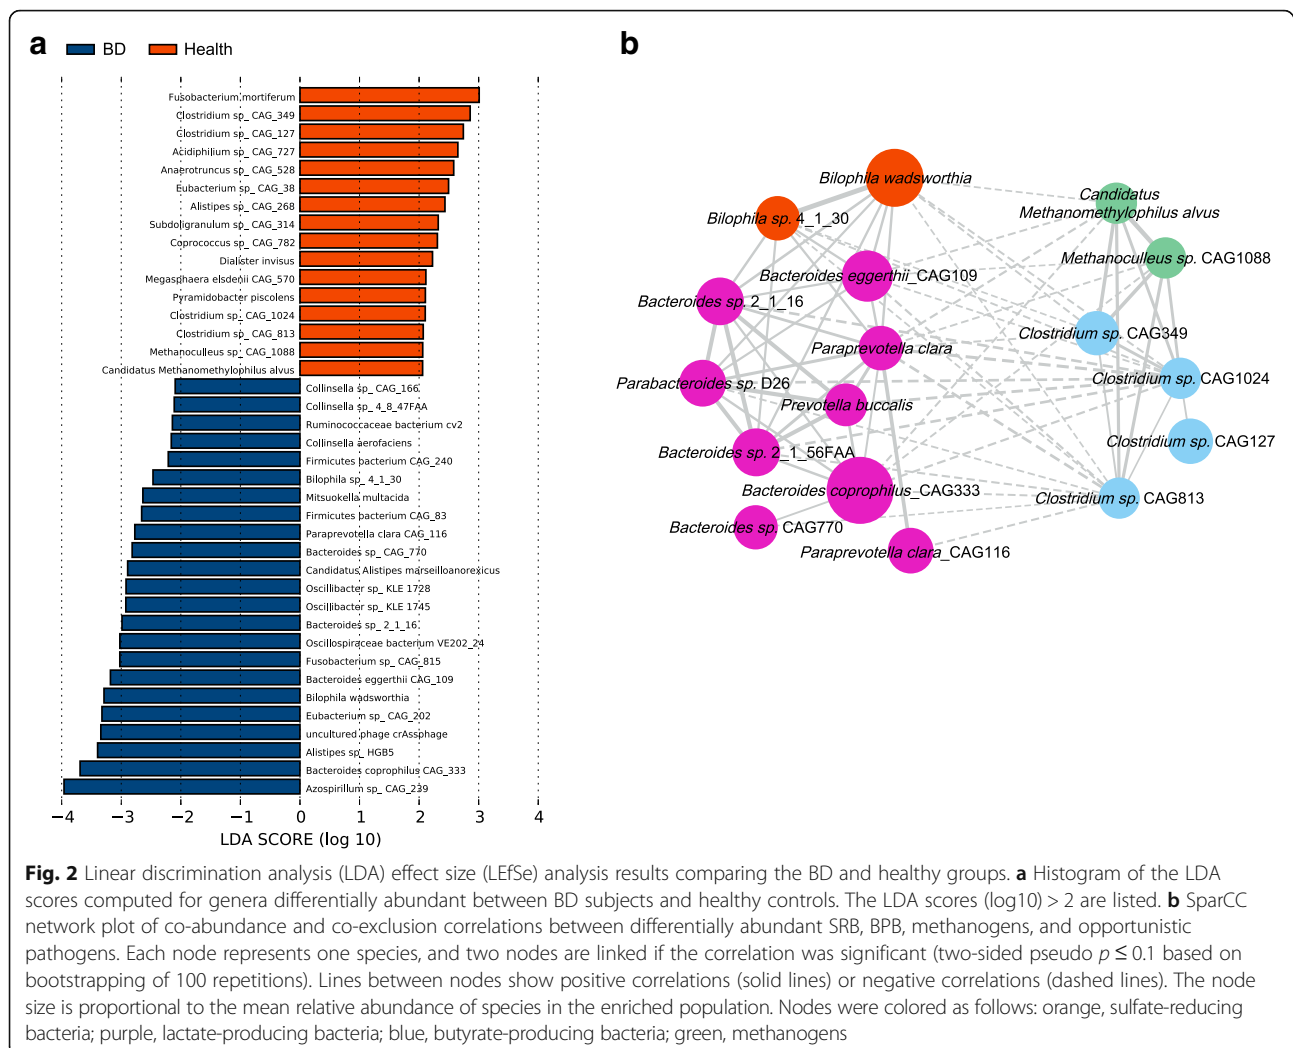 a
BD
Health
Fusobacterium mortiferum
Clostridium sp_ CAG_349
Clostridium sp_ CAG_127
Acidiphilium sp_ CAG_727
Anaerotruncus sp_ CAG_528
Eubacterium sp_ CAG_38
Alistipes sp_ CAG_268
Subdoligranulum sp_ CAG_314
Coprococcus sp_ CAG_782
Dialister invisus
Megasphaera elsdenii CAG_570
Pyramidobacter piscolens
Clostridium sp_ CAG_1024
Clostridium sp_ CAG_813
Methanoculleus sp_ CAG_1088
Candidatus Methanomethylophilus alvus
Collinsella sp_ CAG_166
Collinsella sp_ 4_8_47FAA
Ruminococcaceae bacterium cv2
Collinsella aerofaciens
Firmicutes bacterium CAG_240
Bilophila sp_ 4_1_30
Mitsuokella multacida
Firmicutes bacterium CAG_83
Paraprevotella clara CAG_116
Bacteroides sp_ CAG_770
Candidatus Alistipes marseilloanorexicus
Oscillibacter sp_ KLE 1728
Oscillibacter sp_ KLE 1745
Bacteroides sp_ 2_1_16
Oscillospiraceae bacterium VE202_24
Fusobacterium sp_ CAG_815
Bacteroides eggerthii CAG_109
Bilophila wadsworthia
Eubacterium sp_ CAG_202
uncultured phage crAssphage
Alistipes sp_ HGB5
Bacteroides coprophilus CAG_333
Azospirillum sp_ CAG_239
−4 −3 −2 −1 0 1 2 3 4
LDA SCORE (log 10)
b
Bilophila wadsworthia
Bilophila sp. 4_1_30
Bacteroides eggerthii_CAG109
Bacteroides sp. 2_1_16
Paraprevotella clara
Parabacteroides sp. D26
Prevotella buccalis
Bacteroides sp. 2_1_56FAA
Bacteroides coprophilus_CAG333
Bacteroides sp. CAG770
Paraprevotella clara_CAG116
Candidatus
Methanomethylophilus alvus
Methanoculleus sp. CAG1088
Clostridium sp. CAG349
Clostridium sp. CAG1024
Clostridium sp. CAG127
Clostridium sp. CAG813
Fig. 2 Linear discrimination analysis (LDA) effect size (LEfSe) analysis results comparing the BD and healthy groups. a Histogram of the LDA
scores computed for genera differentially abundant between BD subjects and healthy controls. The LDA scores (log10) > 2 are listed. b SparCC
network plot of co-abundance and co-exclusion correlations between differentially abundant SRB, BPB, methanogens, and opportunistic
pathogens. Each node represents one species, and two nodes are linked if the correlation was significant (two-sided pseudo p ≤ 0.1 based on
bootstrapping of 100 repetitions). Lines between nodes show positive correlations (solid lines) or negative correlations (dashed lines). The node
size is proportional to the mean relative abundance of species in the enriched population. Nodes were colored as follows: orange, sulfate-reducing
bacteria; purple, lactate-producing bacteria; blue, butyrate-producing bacteria; green, methanogens